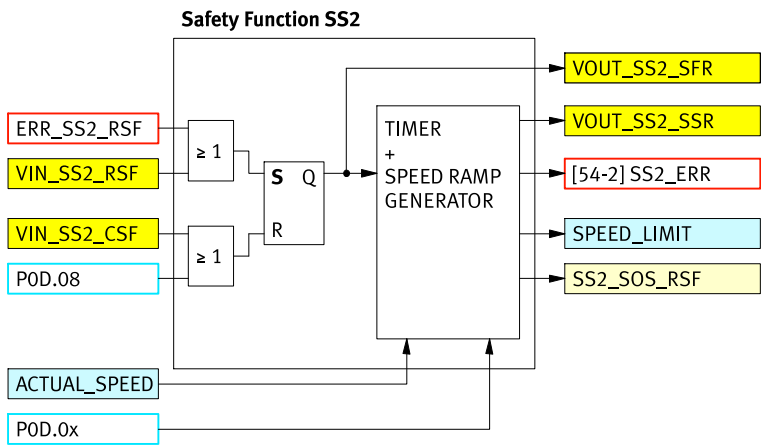 Safety Function SS2
ERR_SS2_RSF
VIN_SS2_RSF
VIN_SS2_CSF
P0D.08
ACTUAL_SPEED
P0D.0x
≥ 1
≥ 1
S Q
R
TIMER
+
SPEED RAMP
GENERATOR
VOUT_SS2_SFR
VOUT_SS2_SSR
[54-2] SS2_ERR
SPEED_LIMIT
SS2_SOS_RSF